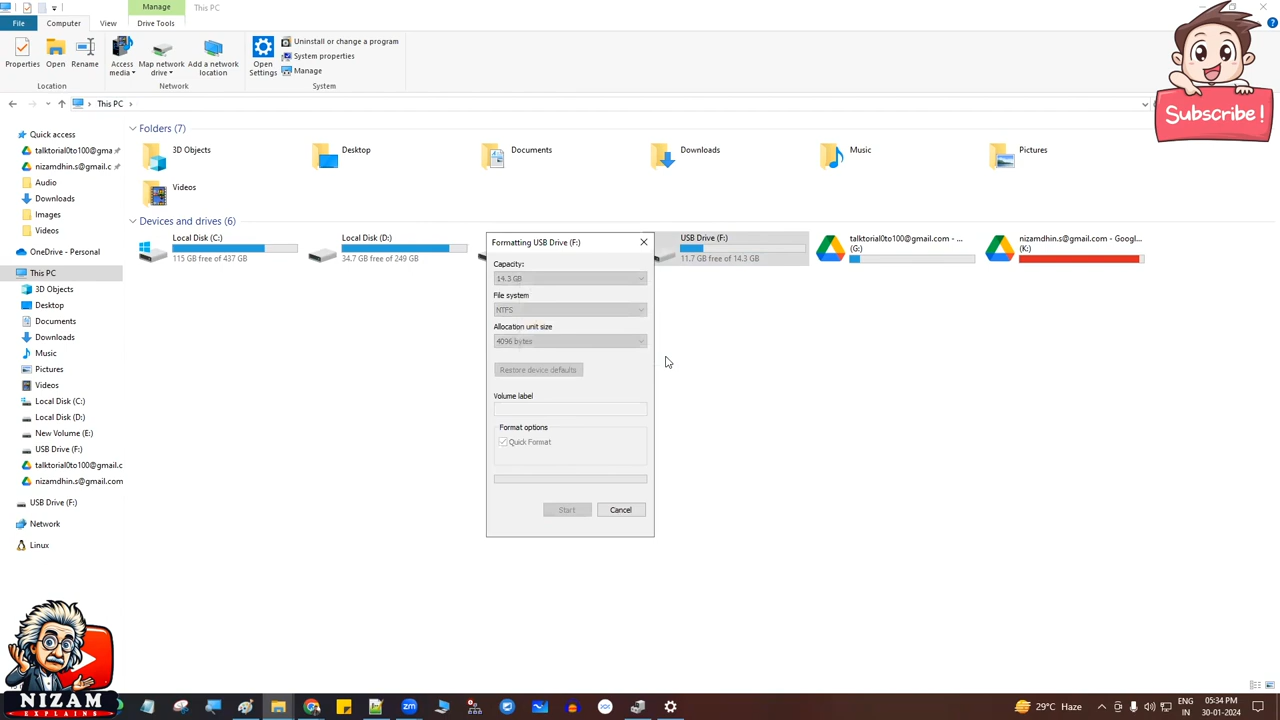 Manage
This PC
File
Computer
View
Drive Tools
Properties
Open
Rename
Access media
Map network drive
Add a network location
Open Settings
Uninstall or change a program
System properties
Manage
Location
Network
System
This PC
Subscribe !
Quick access
talktorial0to100@gma
nizamdhin.s@gmail.c
Audio
Downloads
Images
Videos
OneDrive - Personal
This PC
3D Objects
Desktop
Documents
Downloads
Music
Pictures
Videos
Local Disk (C:)
Local Disk (D:)
New Volume (E:)
USB Drive (F:)
talktorial0to100@gmail.c
nizamdhin.s@gmail.com
USB Drive (F:)
Network
Linux
Folders (7)
3D Objects
Desktop
Documents
Downloads
Music
Pictures
Videos
Devices and drives (6)
Local Disk (C:)
115 GB free of 437 GB
Local Disk (D:)
34.7 GB free of 249 GB
USB Drive (F:)
11.7 GB free of 14.3 GB
talktorial0to100@gmail.com - ...
(G:)
nizamdhin.s@gmail.com - Googl...
(K:)
Formatting USB Drive (F:)
Capacity:
14.3 GB
File system
NTFS
Allocation unit size
4096 bytes
Restore device defaults
Volume label
Format options
Quick Format
Start
Cancel
NIZAM
EXPLAINS
29°C Haze
ENG
IN
05:34 PM
30-01-2024